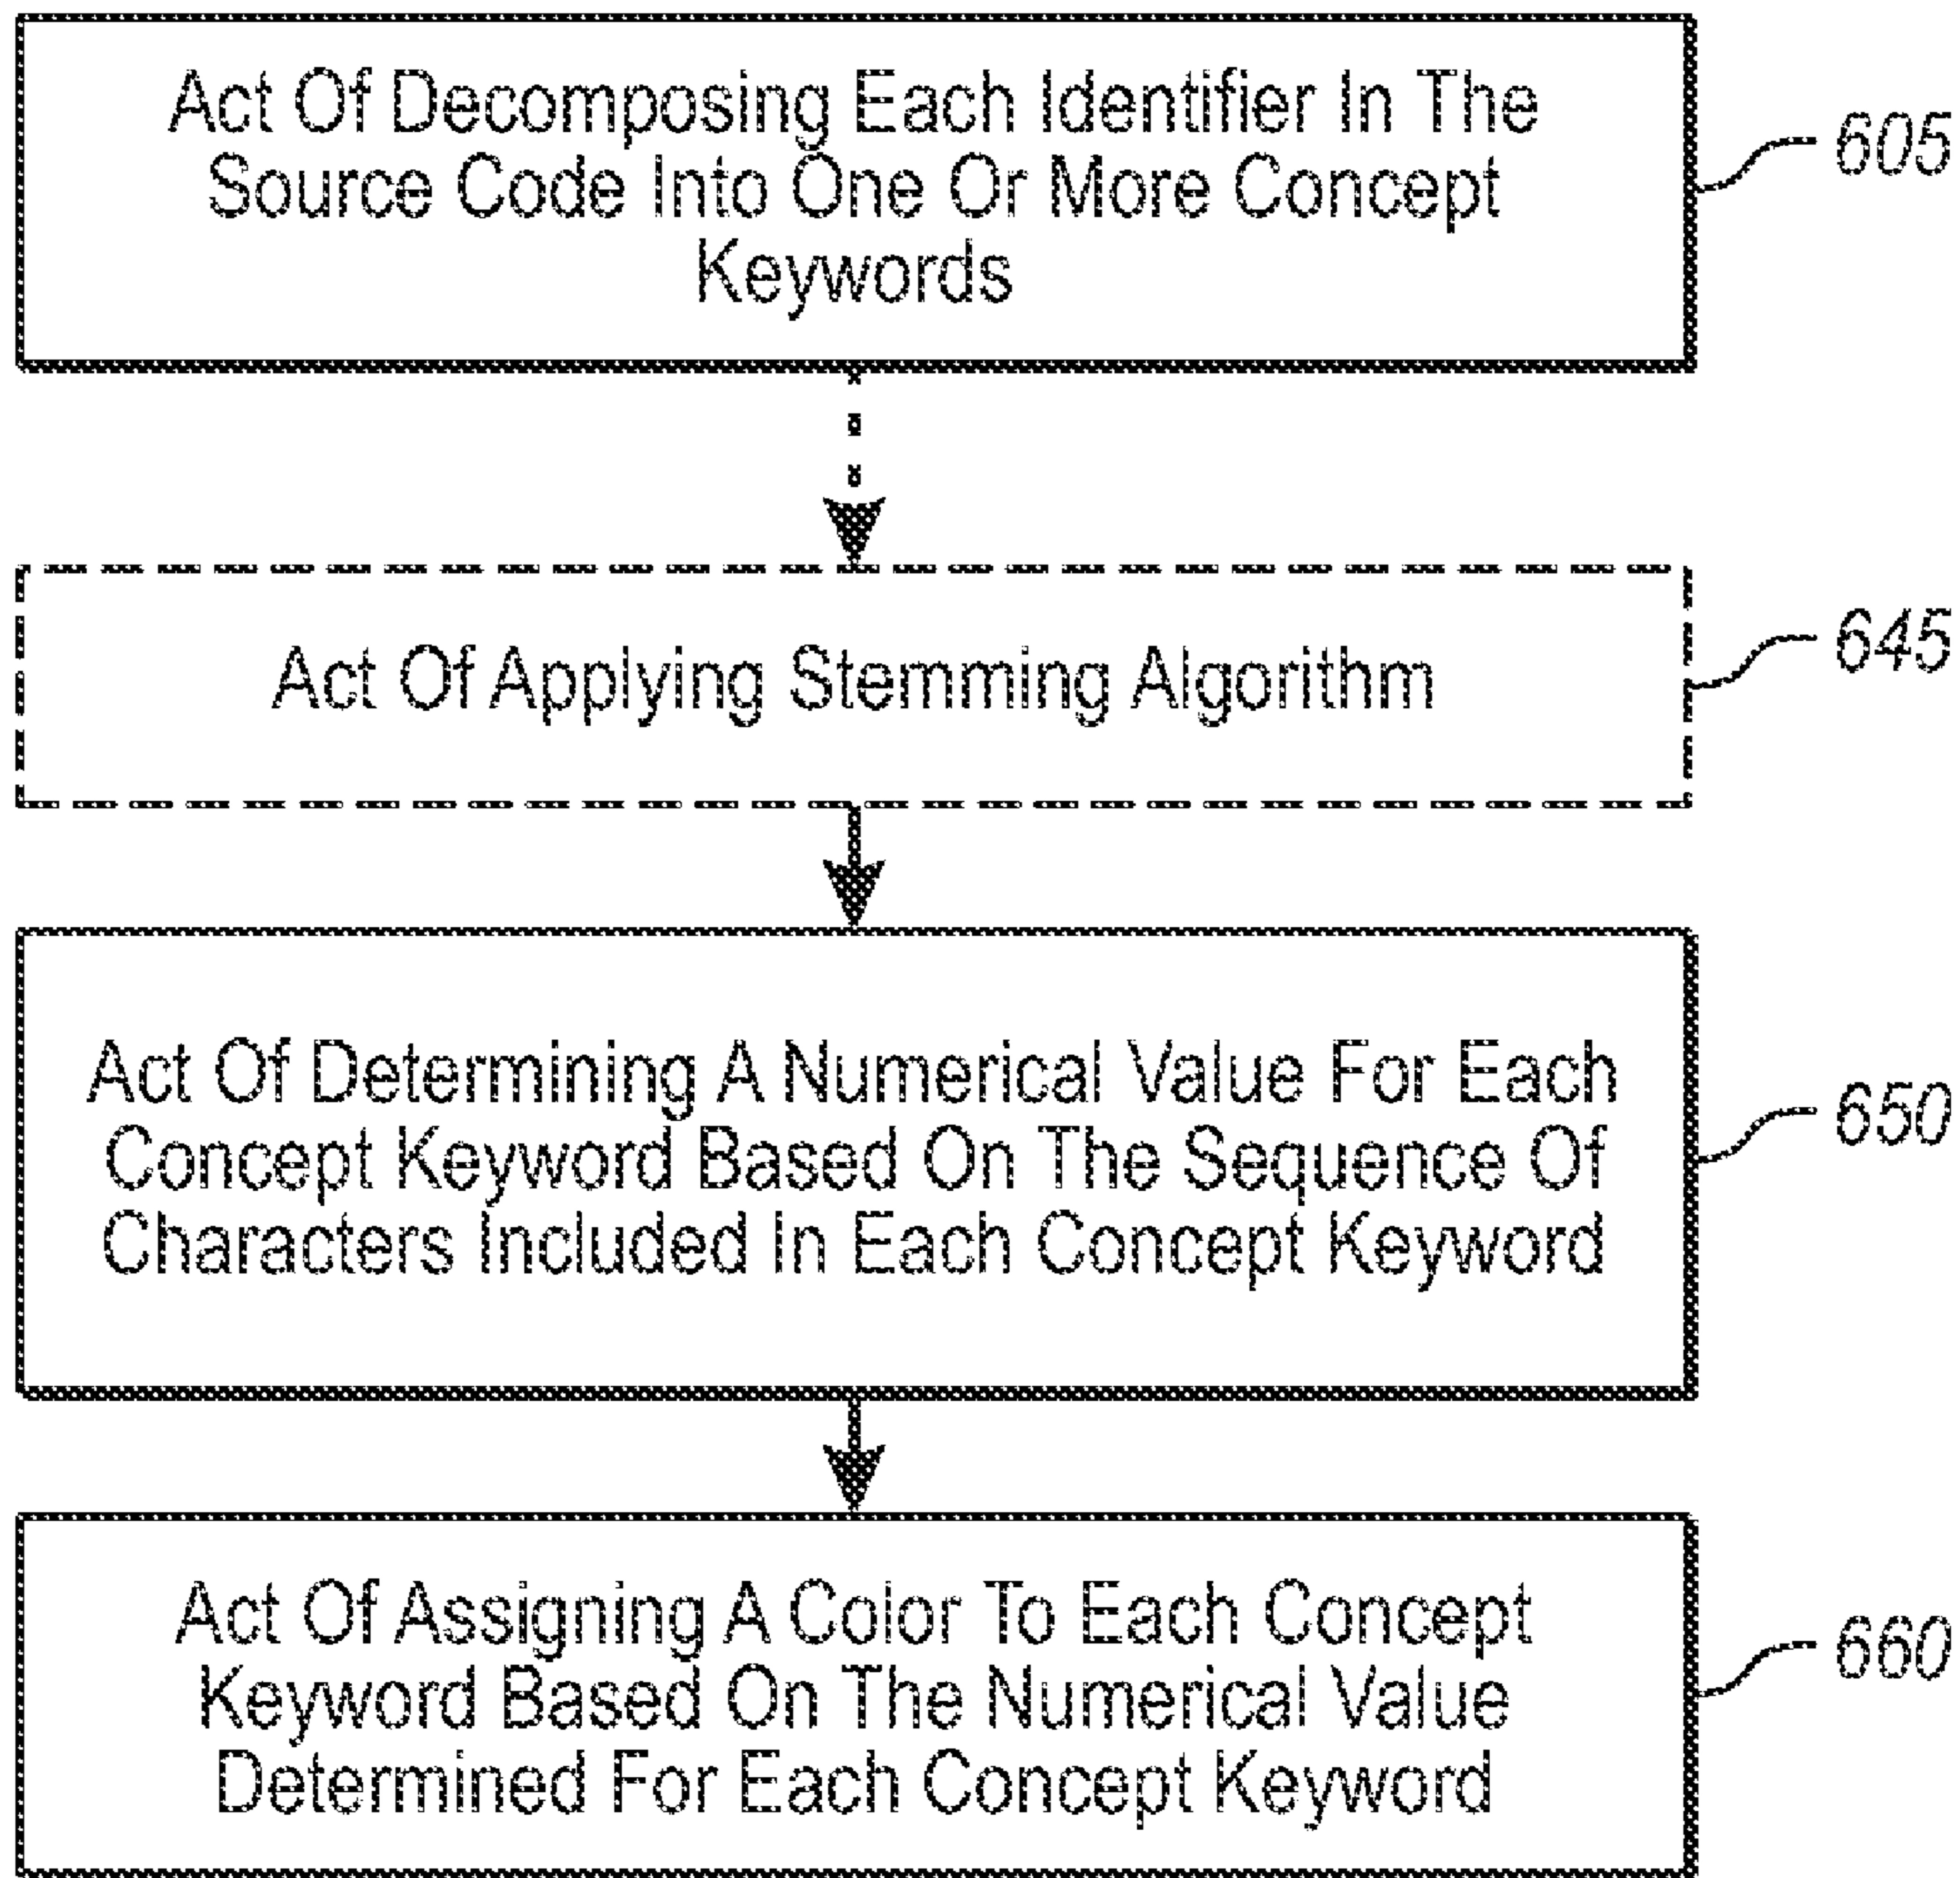 Act Of Decomposing Each Identifier In The
Source Code Into One Or More Concept
Keywords
605
Act Of Applying Stemming Algorithm
645
Act Of Determining A Numerical Value For Each
Concept Keyword Based On The Sequence Of
Characters Included In Each Concept Keyword
650
Act Of Assigning A Color To Each Concept
Keyword Based On The Numerical Value
Determined For Each Concept Keyword
660